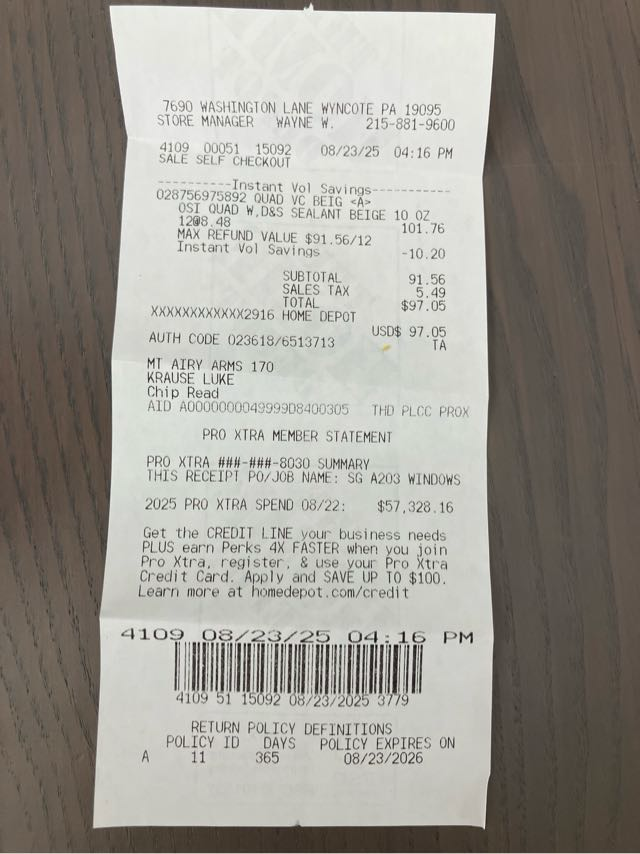 7690 WASHINGTON LANE WYNCOTE PA 19095
STORE MANAGER WAYNE W. 215-881-9600
4109 00051 15092 08/23/25 04:16 PM
SALE SELF CHECKOUT
----------Instant Vol Savings-----------
028756975892 QUAD VC BEIG <A>
OSI QUAD W,D&S SEALANT BEIGE 10 OZ
12@8.48 101.76
MAX REFUND VALUE $91.56/12
Instant Vol Savings -10.20
SUBTOTAL 91.56
SALES TAX 5.49
TOTAL $97.05
XXXXXXXXXXXX2916 HOME DEPOT
USD$ 97.05
AUTH CODE 023618/6513713 TA
MT AIRY ARMS 170
KRAUSE LUKE
Chip Read
AID A0000000049999D8400305 THD PLCC PROX
PRO XTRA MEMBER STATEMENT
PRO XTRA ###-###-8030 SUMMARY
THIS RECEIPT PO/JOB NAME: SG A203 WINDOWS
2025 PRO XTRA SPEND 08/22: $57,328.16
Get the CREDIT LINE your business needs
PLUS earn Perks 4X FASTER when you join
Pro Xtra, register, & use your Pro Xtra
Credit Card. Apply and SAVE UP TO $100.
Learn more at homedepot.com/credit
4109 08/23/25 04:16 PM
4109 51 15092 08/23/2025 3779
RETURN POLICY DEFINITIONS
POLICY ID DAYS POLICY EXPIRES ON
A 11 365 08/23/2026